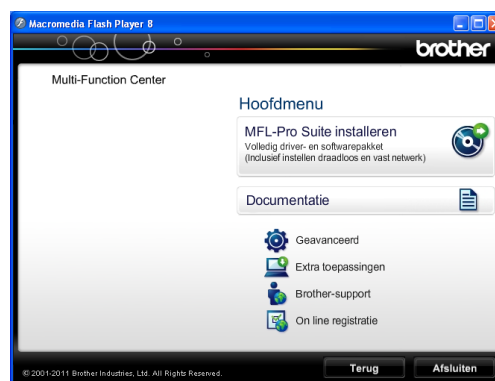 Macromedia Flash Player 8
brother
Multi-Function Center
Hoofdmenu
MFL-Pro Suite installeren
Volledig driver- en softwarepakket
(Inclusief instellen draadloos en vast netwerk)
Documentatie
Geavanceerd
Extra toepassingen
Brother-support
On line registratie
© 2001-2011 Brother Industries, Ltd. All Rights Reserved.
Terug
Afsluiten